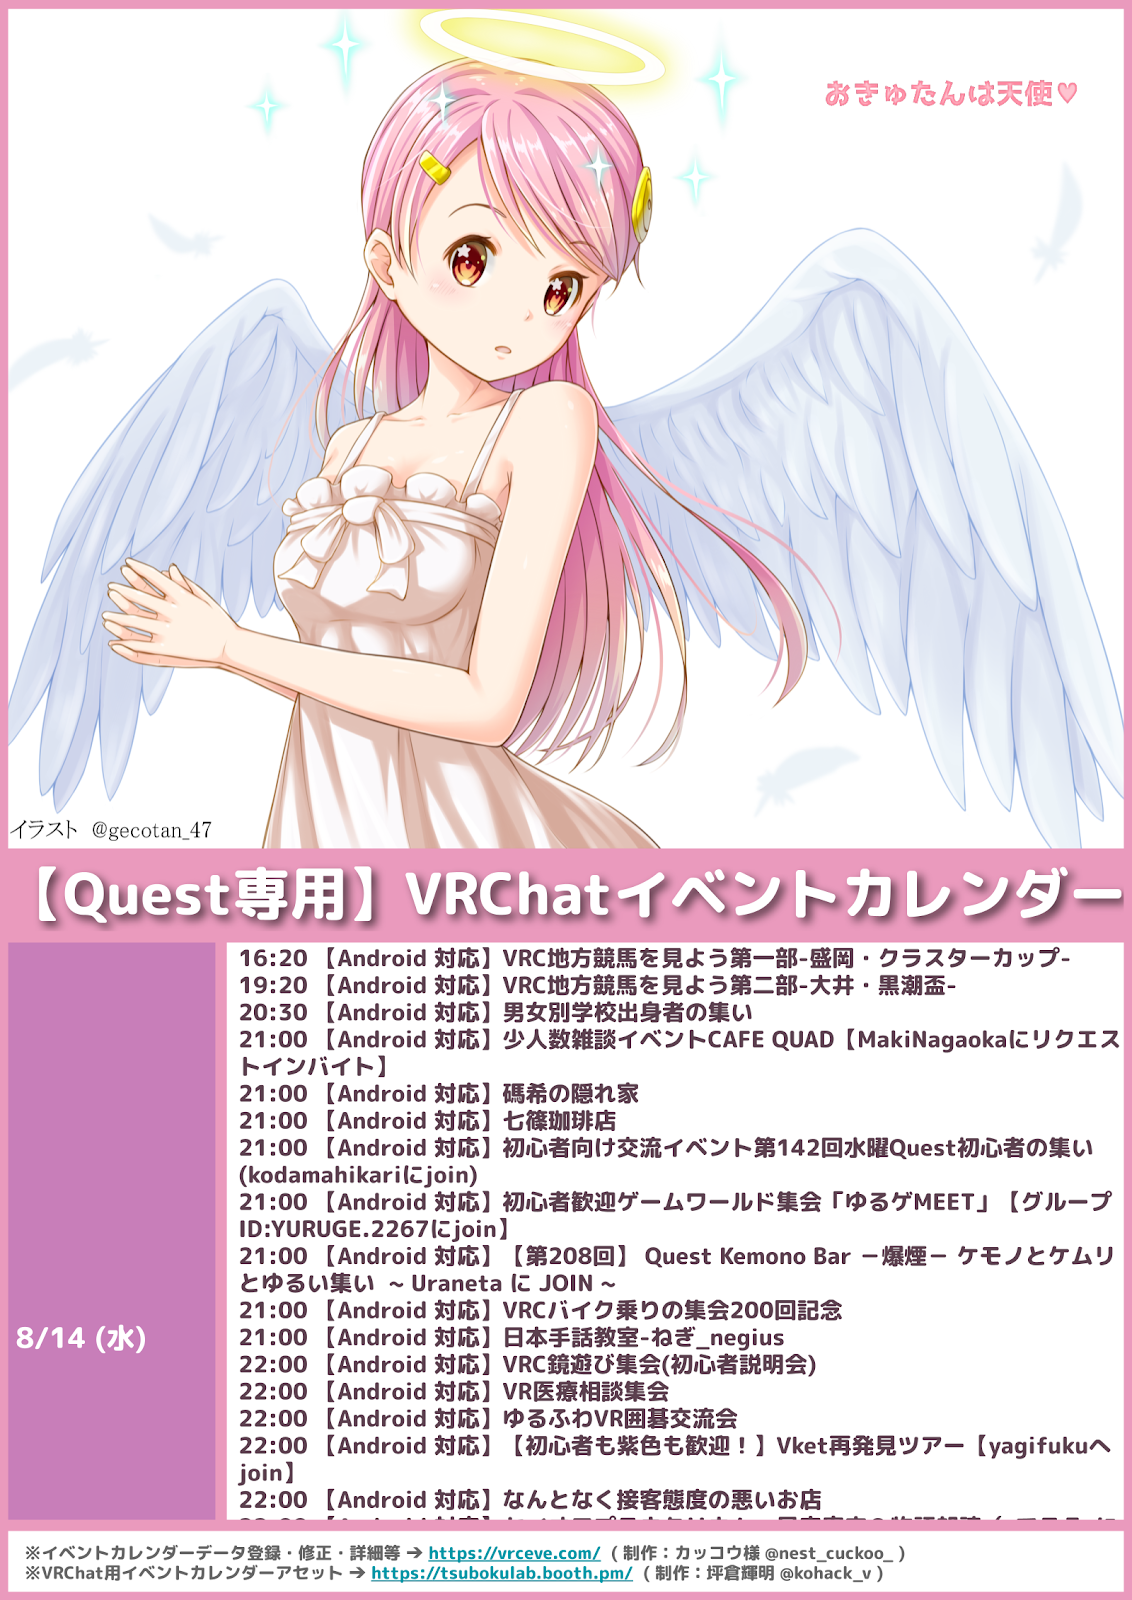 おきゅたんは天使♥
イラスト @gecotan_47
【Quest専用】VRChatイベントカレンダー
8/14 (水)
16:20 【Android 対応】VRC地方競馬を見よう第一部-盛岡・クラスターカップ-
19:20 【Android 対応】VRC地方競馬を見よう第二部-大井・黒潮盃-
20:30 【Android 対応】男女別学校出身者の集い
21:00 【Android 対応】少人数雑談イベントCAFE QUAD【MakiNagaokaにリクエス
トインバイト】
21:00 【Android 対応】碼希の隠れ家
21:00 【Android 対応】七篠珈琲店
21:00 【Android 対応】初心者向け交流イベント第142回水曜Quest初心者の集い
(kodamahikariにjoin)
21:00 【Android 対応】初心者歓迎ゲームワールド集会「ゆるゲMEET」【グループ
ID:YURUGE.2267にjoin】
21:00 【Android 対応】【第208回】 Quest Kemono Bar －爆煙－ ケモノとケムリ
とゆるい集い ～ Uraneta に JOIN ～
21:00 【Android 対応】VRCバイク乗りの集会200回記念
21:00 【Android 対応】日本手話教室-ねぎ_negius
22:00 【Android 対応】VRC鏡遊び集会(初心者説明会)
22:00 【Android 対応】VR医療相談集会
22:00 【Android 対応】ゆるふわVR囲碁交流会
22:00 【Android 対応】【初心者も紫色も歓迎！】Vket再発見ツアー【yagifukuへ
join】
22:00 【Android 対応】なんとなく接客態度の悪いお店
※イベントカレンダーデータ登録・修正・詳細等 ➔ https://vrceve.com/ ( 制作：カッコウ様 @nest_cuckoo_ )
※VRChat用イベントカレンダーアセット ➔ https://tsubokulab.booth.pm/ ( 制作：坪倉輝明 @kohack_v )